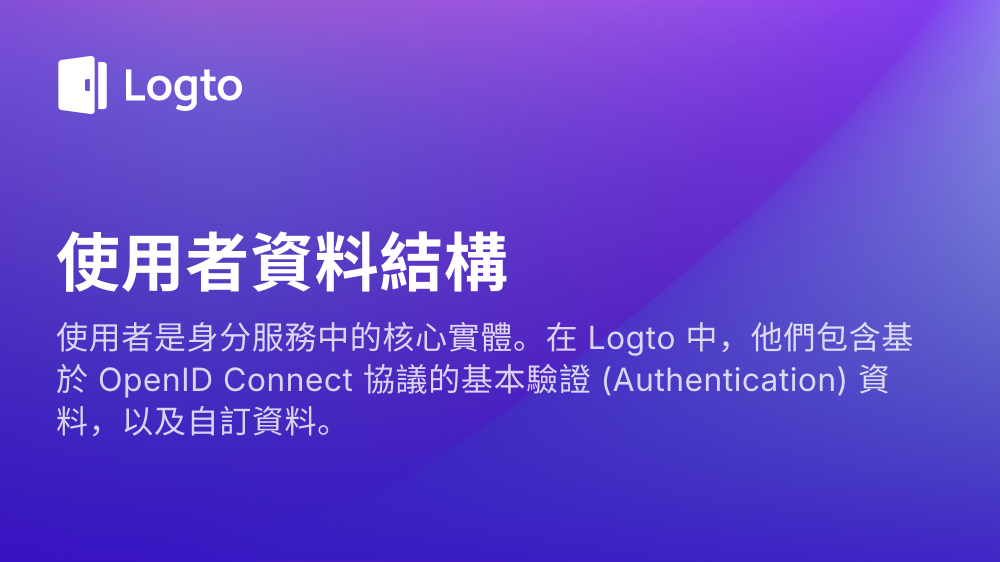 Logto
使用者資料結構
使用者是身分服務中的核心實體。在 Logto 中，他們包含基
於 OpenID Connect 協議的基本驗證 (Authentication) 資
料，以及自訂資料。